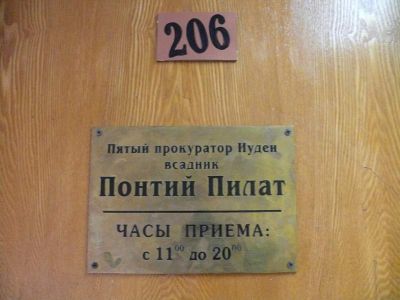 206
Пятый прокуратор Иудеи
всадник
Понтий Пилат
ЧАСЫ ПРИЕМА:
с 11⁰⁰ до 20⁰⁰